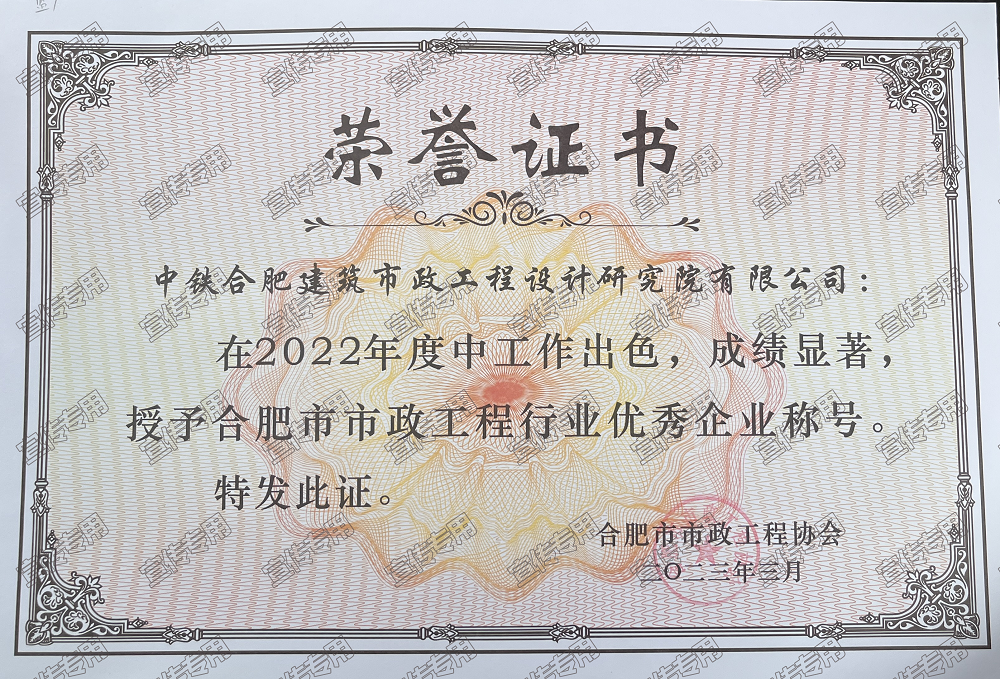 荣誉证书
中铁合肥建筑市政工程设计研究院有限公司：
在2022年度中工作出色，成绩显著，
授予合肥市市政工程行业优秀企业称号。
特发此证。
合肥市市政工程协会
二〇二三年三月
宣传专用